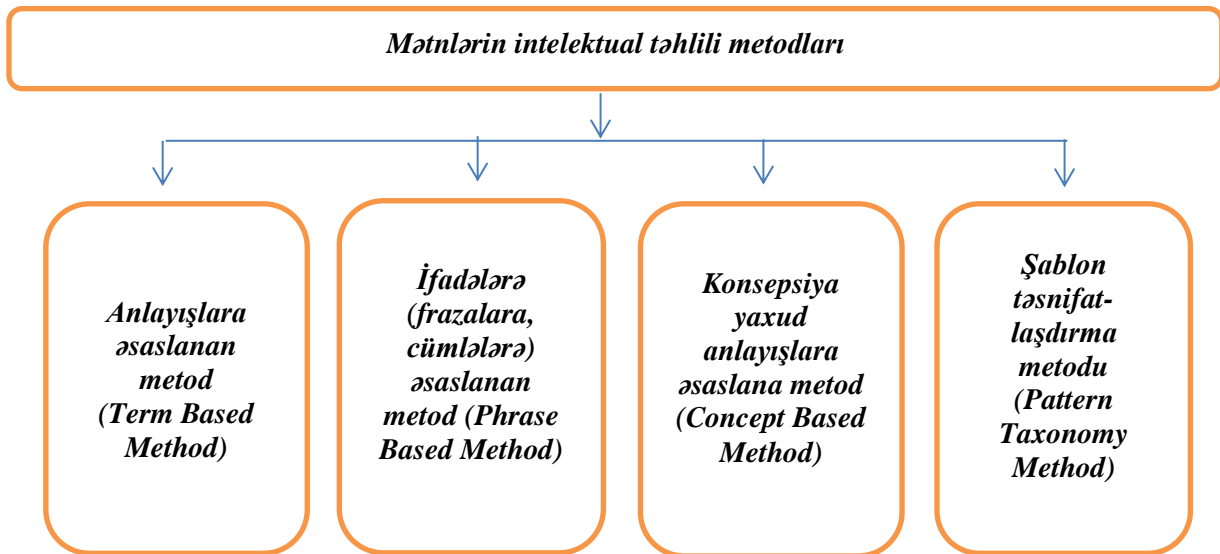 Mətnlərin intelektual təhlili metodları
Anlayışlara
əsaslanan
metod
(Term Based
Method)
İfadələrə
(frazalara,
cümlələrə)
əsaslanan
metod (Phrase
Based Method)
Konsepsiya
yaxud
anlayışlara
əsaslana metod
(Concept Based
Method)
Şablon
təsnifat-
laşdırma
metodu
(Pattern
Taxonomy
Method)